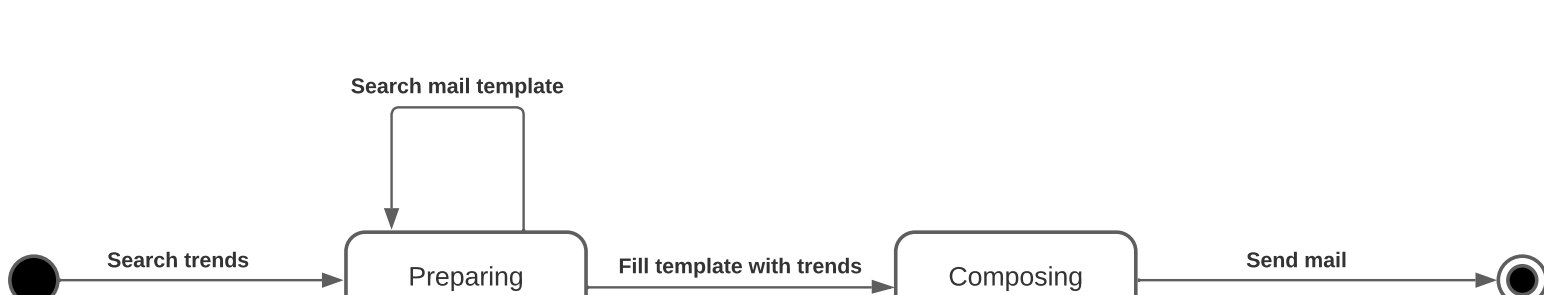 Search mail template
Search trends
Preparing
Fill template with trends
Composing
Send mail